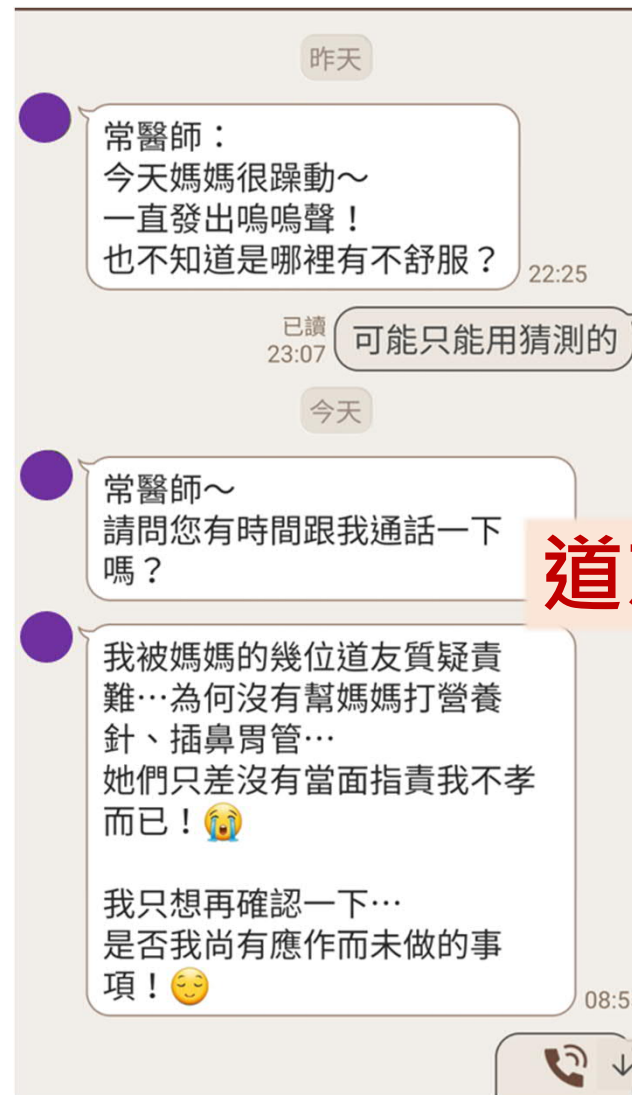 昨天
常醫師：
今天媽媽很躁動～
一直發出嗚嗚聲！
也不知道是哪裡有不舒服？
22:25
已讀
23:07
可能只能用猜測的
今天
常醫師～
請問您有時間跟我通話一下
嗎？
道
我被媽媽的幾位道友質疑責
難…為何沒有幫媽媽打營養
針、插鼻胃管…
她們只差沒有當面指責我不孝
而已！😭
我只想再確認一下…
是否我尚有應作而未做的事
項！😌
08:5